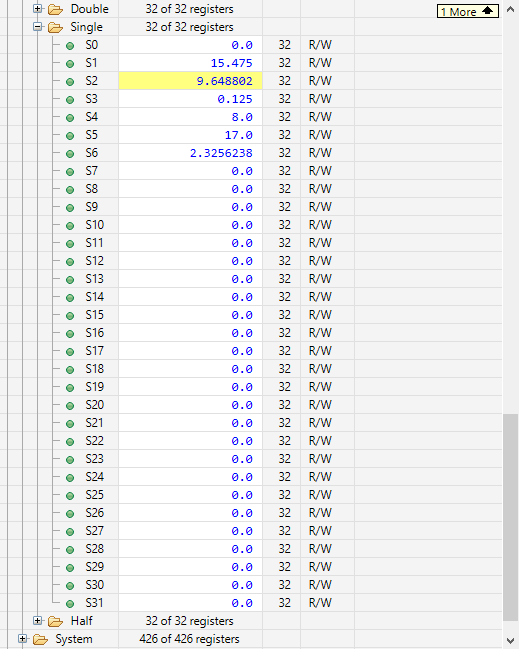 Double 32 of 32 registers
1 More
Single 32 of 32 registers
S0 0.0 32 R/W
S1 15.475 32 R/W
S2 9.648802 32 R/W
S3 0.125 32 R/W
S4 8.0 32 R/W
S5 17.0 32 R/W
S6 2.3256238 32 R/W
S7 0.0 32 R/W
S8 0.0 32 R/W
S9 0.0 32 R/W
S10 0.0 32 R/W
S11 0.0 32 R/W
S12 0.0 32 R/W
S13 0.0 32 R/W
S14 0.0 32 R/W
S15 0.0 32 R/W
S16 0.0 32 R/W
S17 0.0 32 R/W
S18 0.0 32 R/W
S19 0.0 32 R/W
S20 0.0 32 R/W
S21 0.0 32 R/W
S22 0.0 32 R/W
S23 0.0 32 R/W
S24 0.0 32 R/W
S25 0.0 32 R/W
S26 0.0 32 R/W
S27 0.0 32 R/W
S28 0.0 32 R/W
S29 0.0 32 R/W
S30 0.0 32 R/W
S31 0.0 32 R/W
Half 32 of 32 registers
System 426 of 426 registers